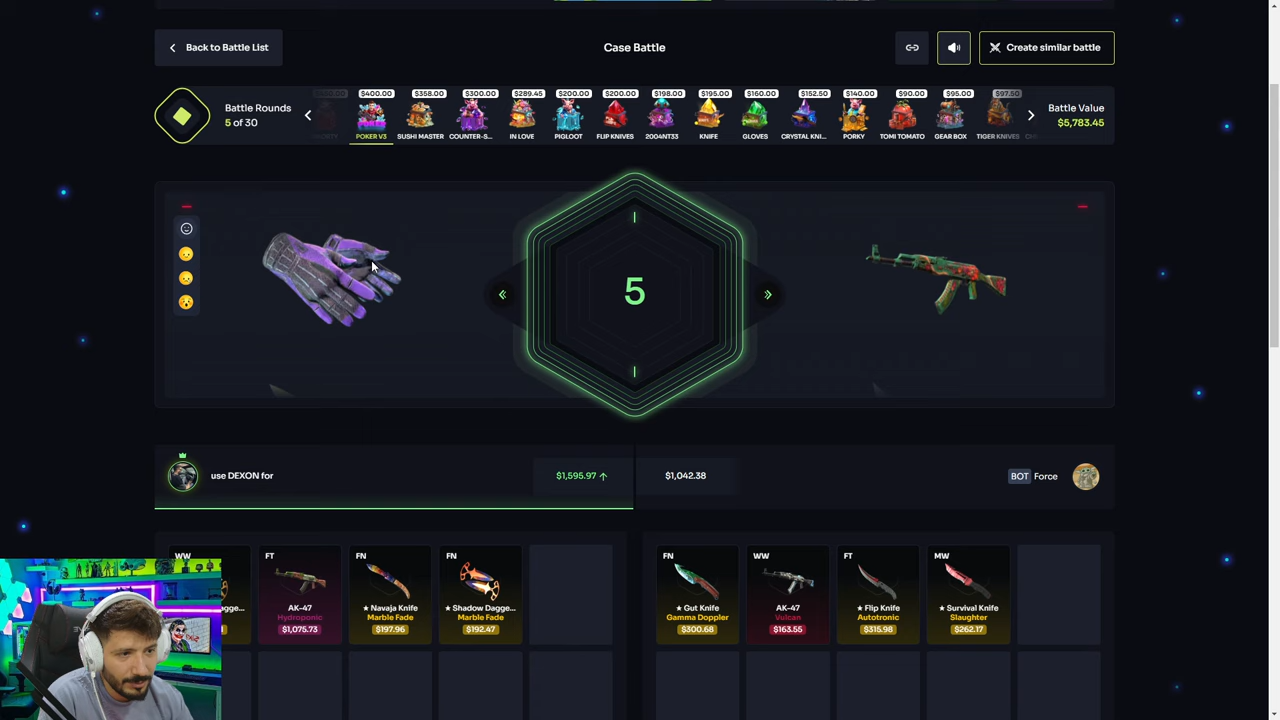 Back to Battle List
Case Battle
Create similar battle
Battle Rounds
5 of 30
$400.00
POKER V3
$358.00
SUSHI MASTER
$300.00
COUNTER-S...
$289.45
IN LOVE
$200.00
PIGLOOT
$200.00
FLIP KNIVES
$198.00
2004NT33
$195.00
KNIFE
$160.00
GLOVES
$152.50
CRYSTAL KNI...
$140.00
PORKY
$90.00
TOMI TOMATO
$95.00
GEAR BOX
$97.50
TIGER KNIVES
Battle Value
$5,783.45
5
use DEXON for
$1,595.97
$1,042.38
BOT Force
WW
FT
AK-47
Hydroponic
$1,075.73
FN
★ Navaja Knife
Marble Fade
$197.96
FN
★ Shadow Dagge...
Marble Fade
$192.47
FN
★ Gut Knife
Gamma Doppler
$300.68
WW
AK-47
Vulcan
$163.55
FT
★ Flip Knife
Autotronic
$315.98
MW
★ Survival Knife
Slaughter
$262.17